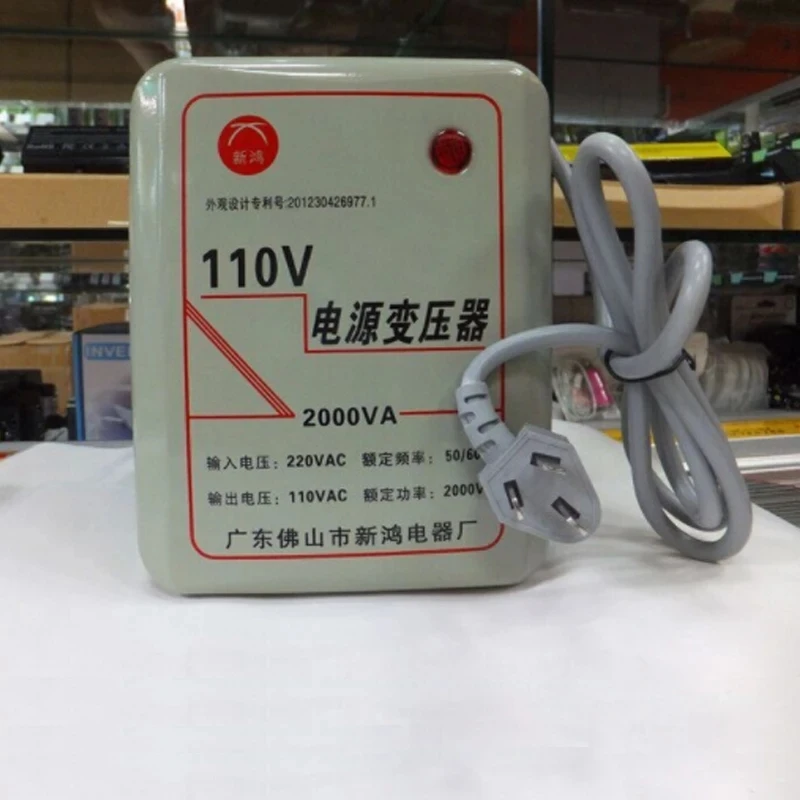 新鸿
外观设计专利号:201230426977.1
110V
电源变压器
2000VA
输入电压: 220VAC 额定频率: 50/60
输出电压: 110VAC 额定功率: 2000V
广东佛山市新鸿电器厂
INVE